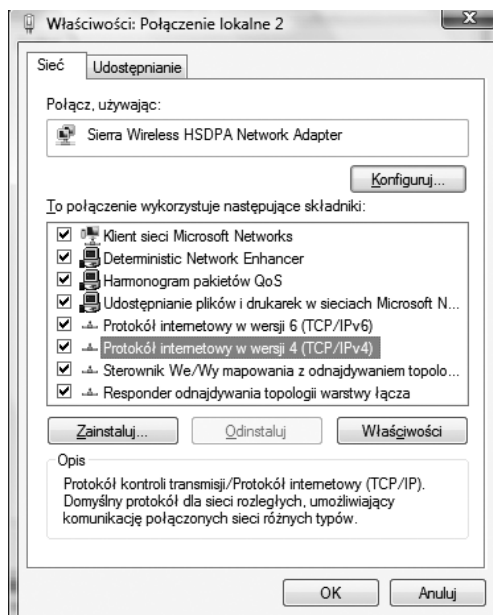 Właściwości: Połączenie lokalne 2
Sieć
Udostępnianie
Połącz, używając:
Sierra Wireless HSDPA Network Adapter
Konfiguruj...
To połączenie wykorzystuje następujące składniki:
Klient sieci Microsoft Networks
Deterministic Network Enhancer
Harmonogram pakietów QoS
Udostępnianie plików i drukarek w sieciach Microsoft N...
Protokół internetowy w wersji 6 (TCP/IPv6)
Protokół internetowy w wersji 4 (TCP/IPv4)
Sterownik We/Wy mapowania z odnajdywaniem topolo...
Responder odnajdywania topologii warstwy łącza
Zainstaluj...
Odinstaluj
Właściwości
Opis
Protokół kontroli transmisji/Protokół internetowy (TCP/IP).
Domyślny protokół dla sieci rozległych, umożliwiający
komunikację połączonych sieci różnych typów.
OK
Anuluj